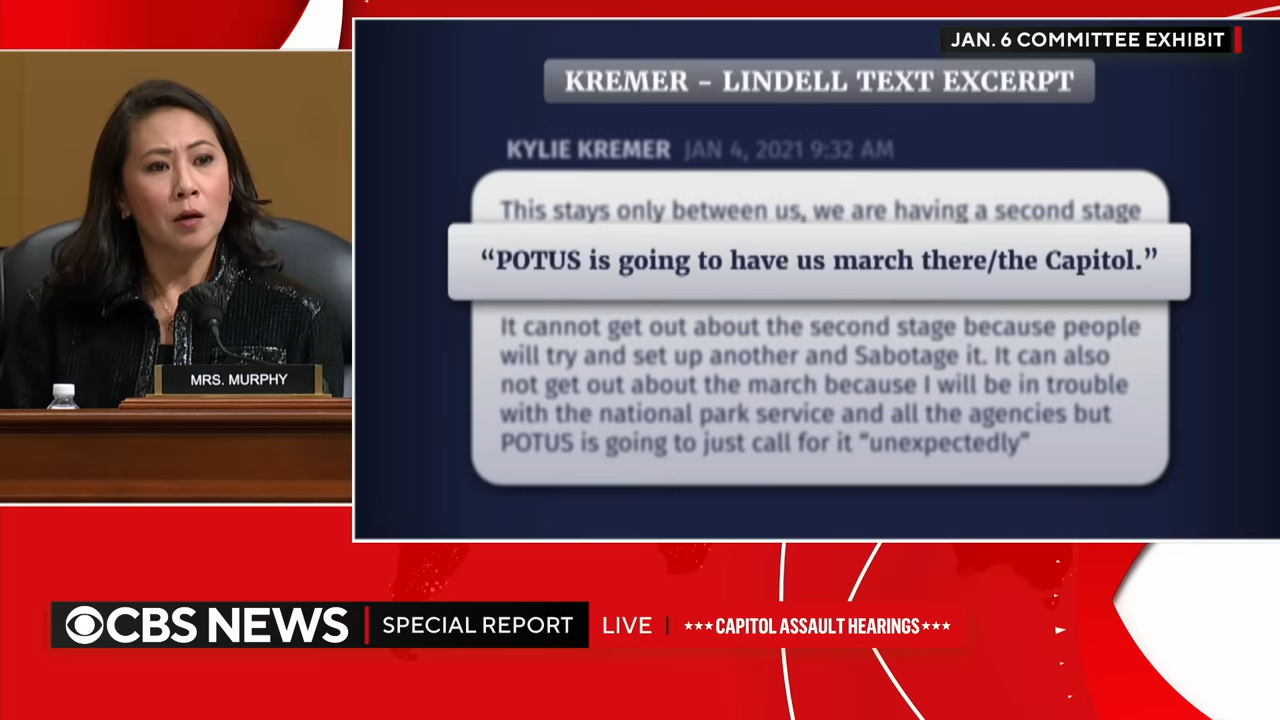 JAN. 6 COMMITTEE EXHIBIT
KREMER – LINDELL TEXT EXCERPT
KYLIE KREMER JAN 4, 2021 9:32 AM
This stays only between us, we are having a second stage
“POTUS is going to have us march there/the Capitol.”
It cannot get out about the second stage because people
will try and set up another and Sabotage it. It can also
not get out about the march because I will be in trouble
with the national park service and all the agencies but
POTUS is going to just call for it “unexpectedly”
MRS. MURPHY
CBS NEWS SPECIAL REPORT LIVE ★★★CAPITOL ASSAULT HEARINGS★★★